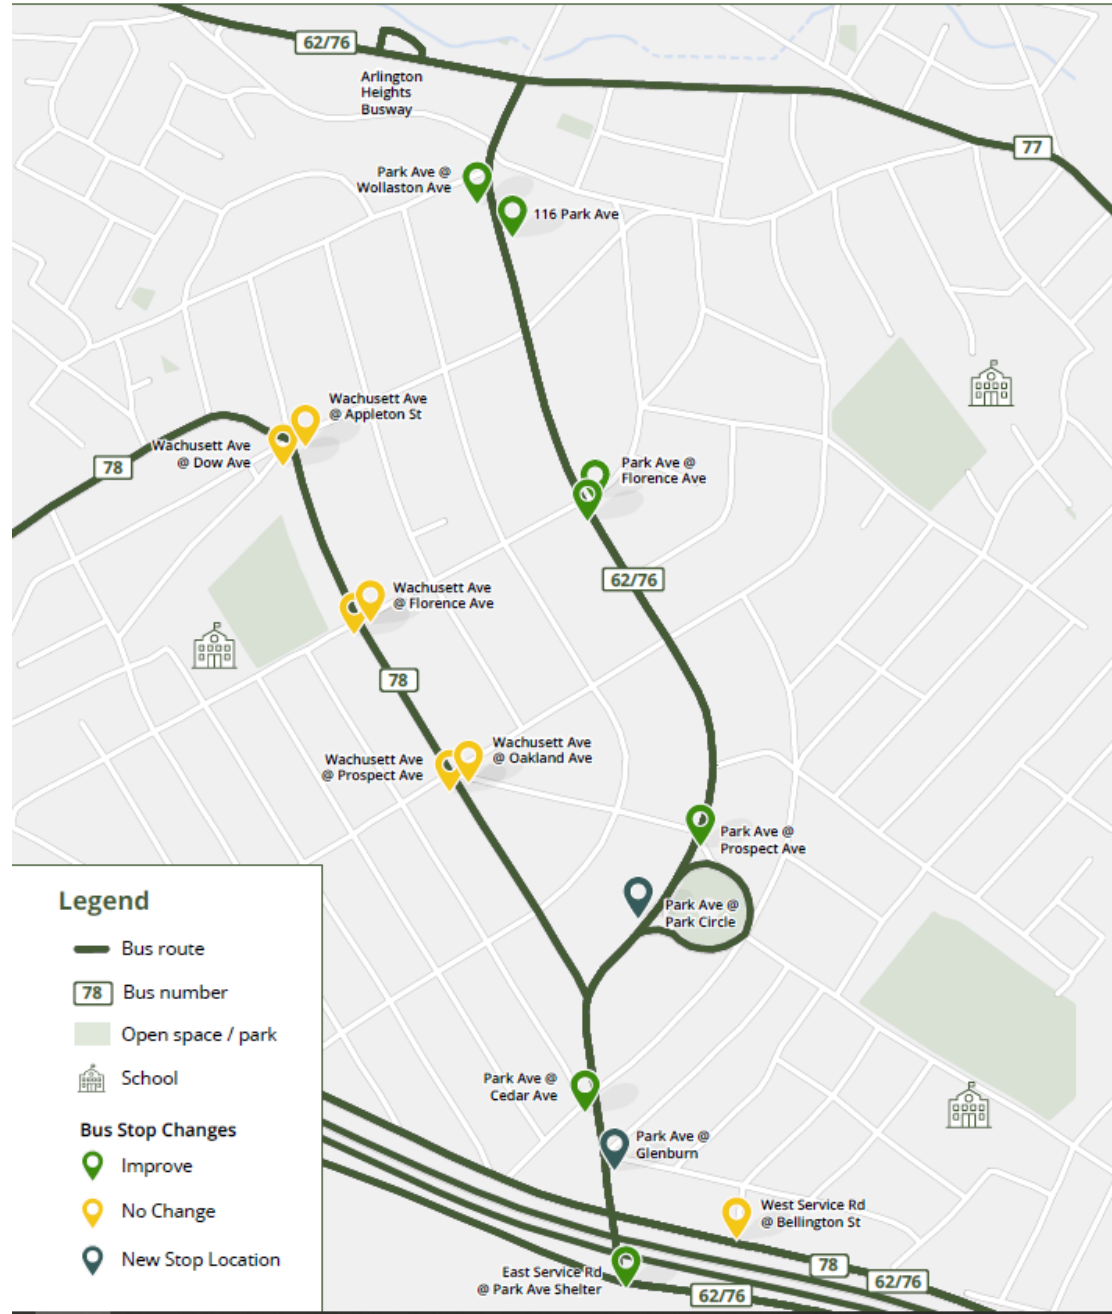 62/76
Arlington
Heights
Busway
77
Park Ave @
Wollaston Ave
116 Park Ave
Wachusett Ave
@ Appleton St
Wachusett Ave
@ Dow Ave
78
Park Ave @
Florence Ave
62/76
Wachusett Ave
@ Florence Ave
78
Wachusett Ave
@ Oakland Ave
Wachusett Ave
@ Prospect Ave
Park Ave @
Prospect Ave
Park Ave @
Park Circle
Park Ave @
Cedar Ave
Park Ave @
Glenburn
West Service Rd
@ Bellington St
78
62/76
East Service Rd
@ Park Ave Shelter
62/76
Legend
Bus route
78 Bus number
Open space / park
School
Bus Stop Changes
Improve
No Change
New Stop Location